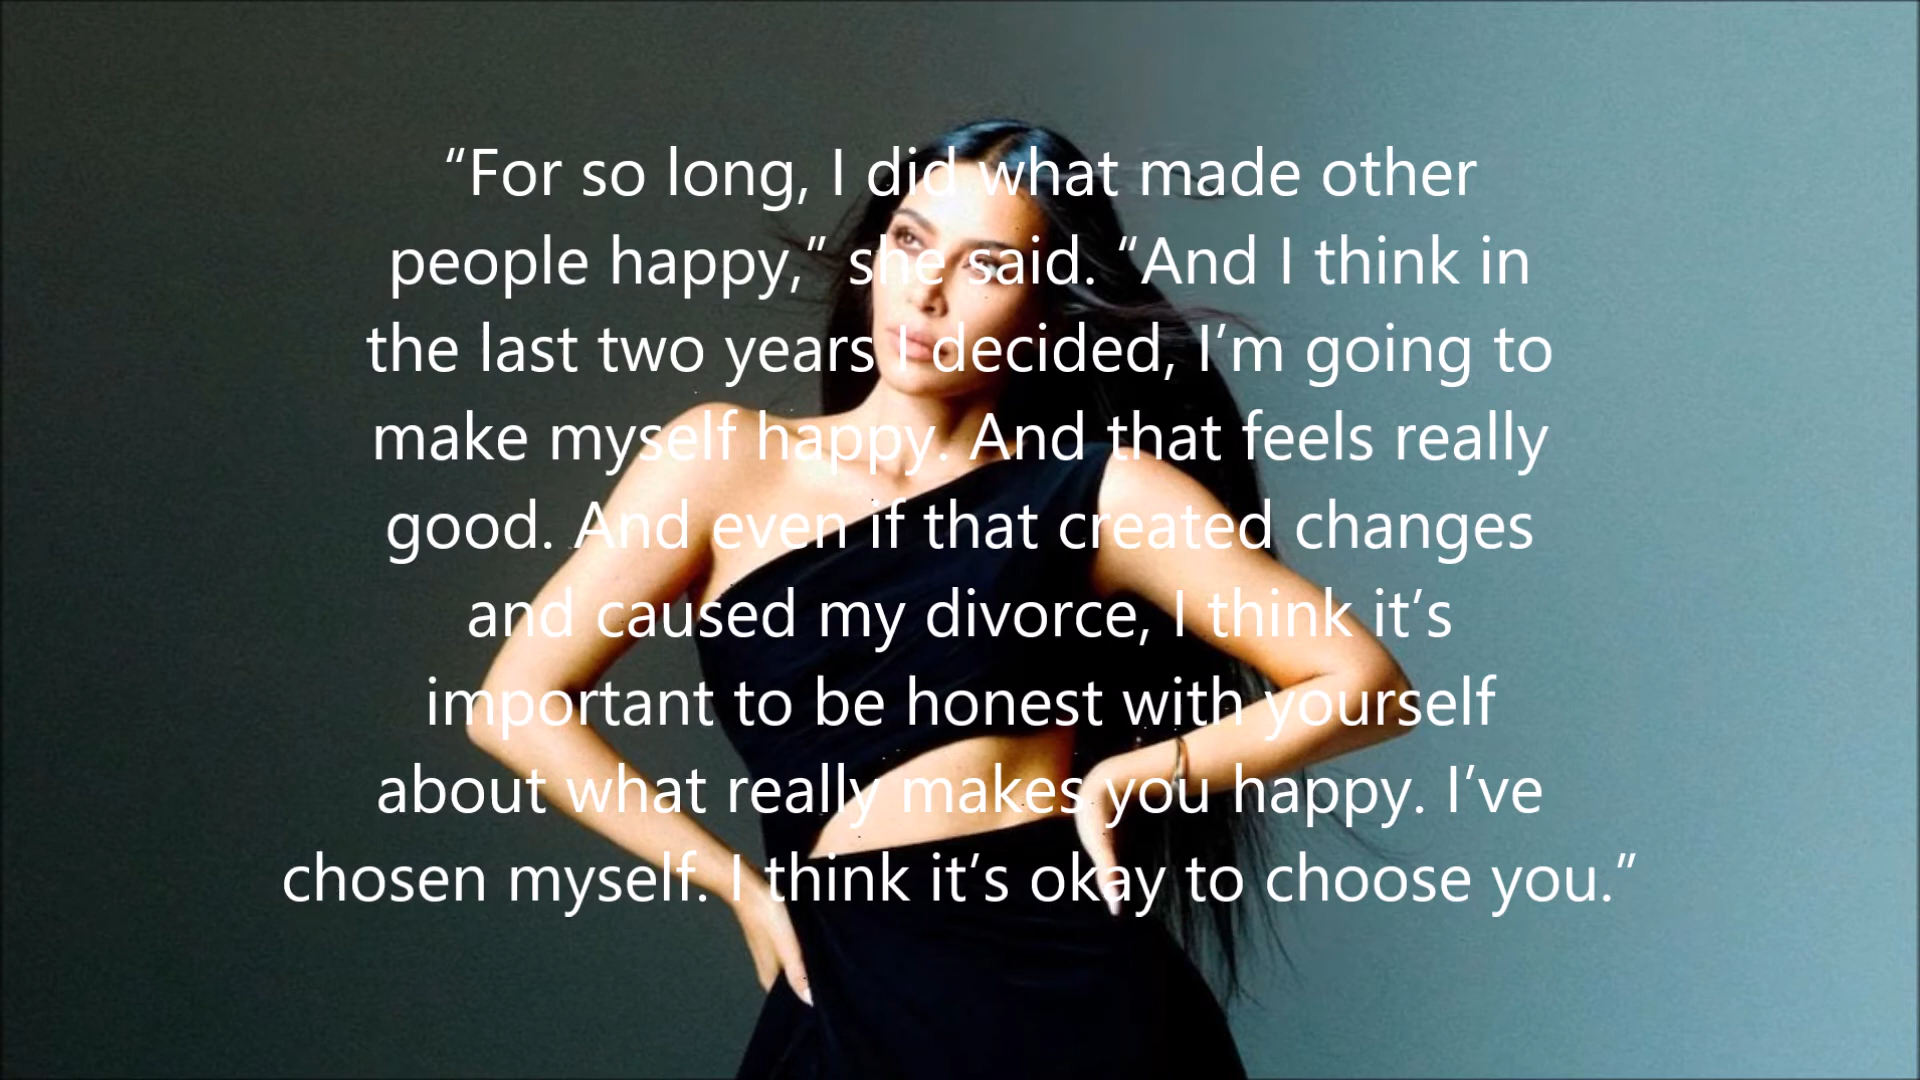 “For so long, I did what made other
people happy,” she said. “And I think in
the last two years I decided, I’m going to
make myself happy. And that feels really
good. And even if that created changes
and caused my divorce, I think it’s
important to be honest with yourself
about what really makes you happy. I’ve
chosen myself. I think it’s okay to choose you.”